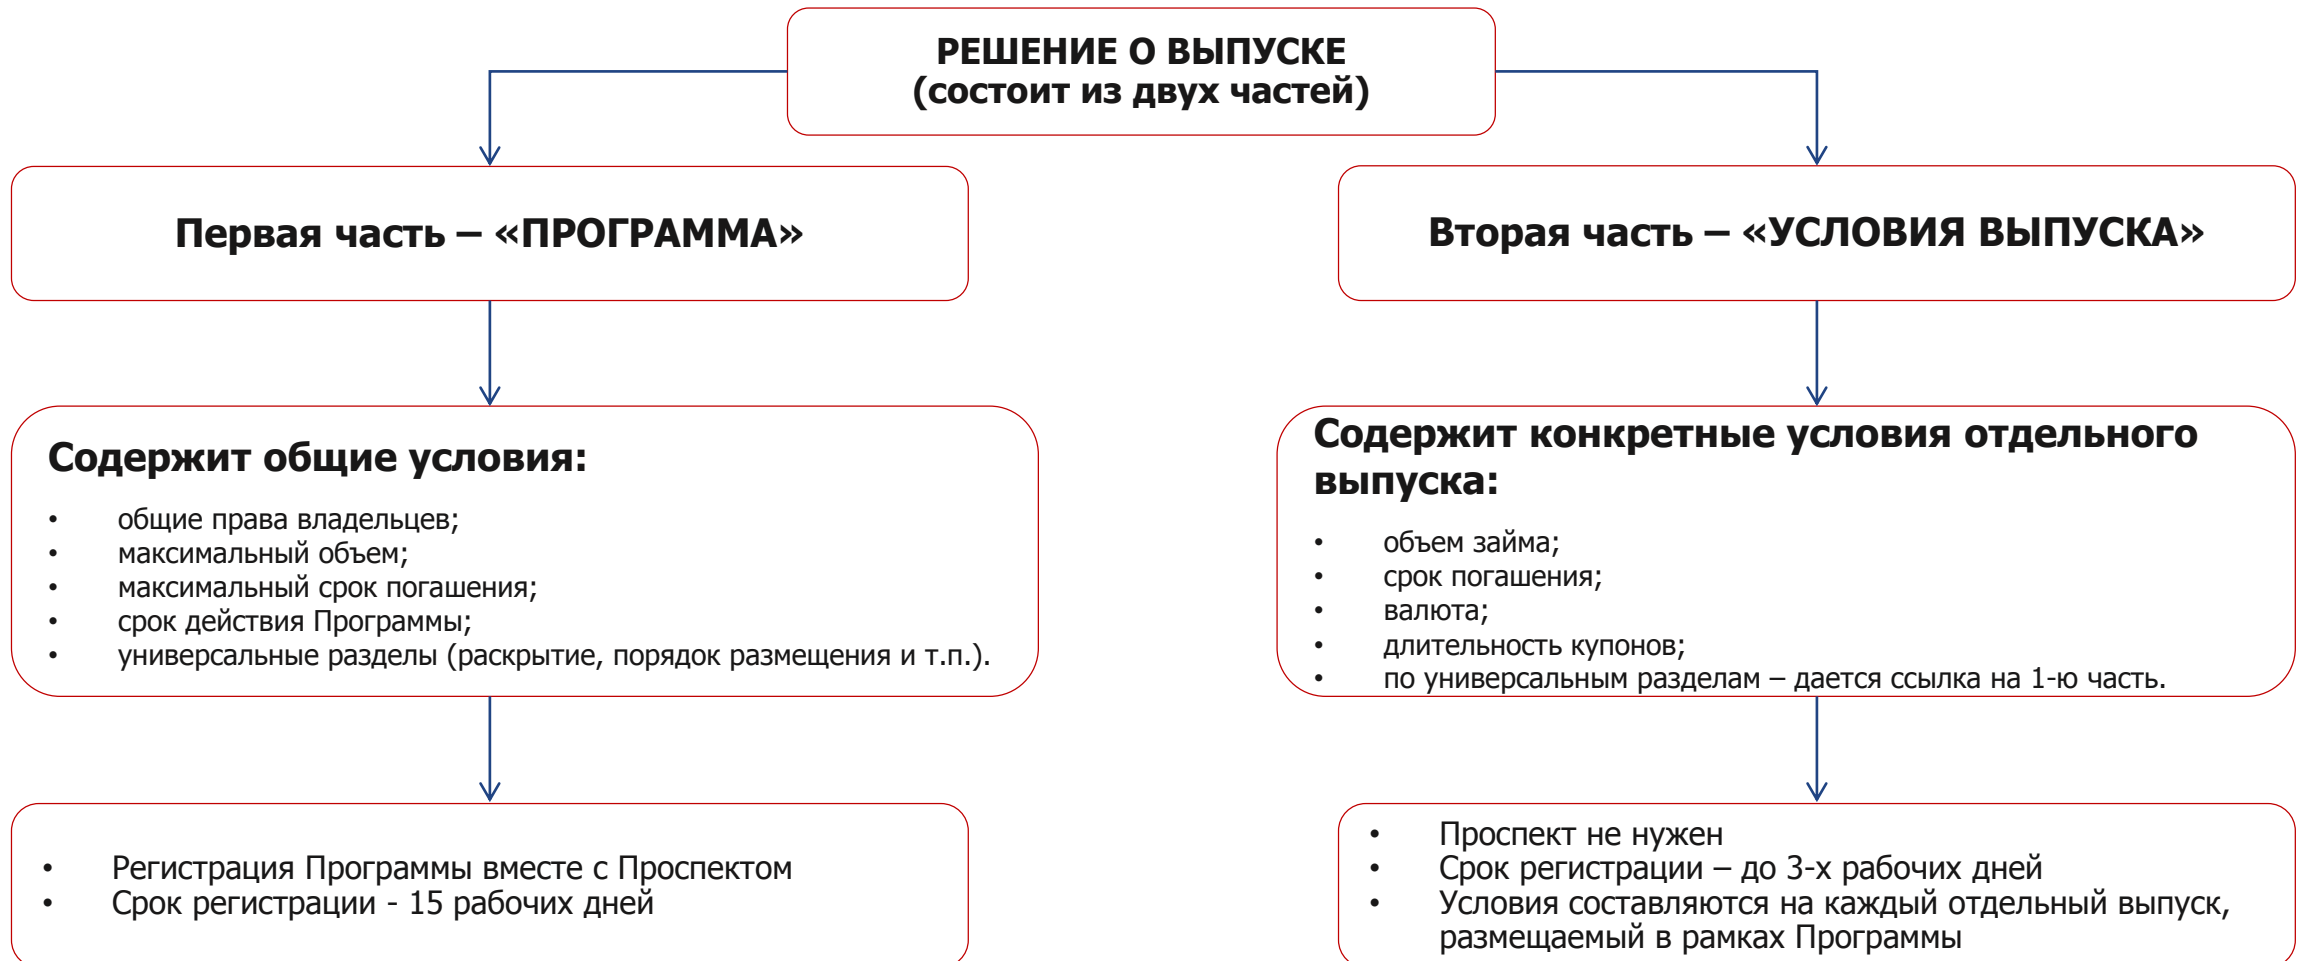 РЕШЕНИЕ О ВЫПУСКЕ
(состоит из двух частей)
Первая часть – «ПРОГРАММА»
Содержит общие условия:
• общие права владельцев;
• максимальный объем;
• максимальный срок погашения;
• срок действия Программы;
• универсальные разделы (раскрытие, порядок размещения и т.п.).
• Регистрация Программы вместе с Проспектом
• Срок регистрации - 15 рабочих дней
Вторая часть – «УСЛОВИЯ ВЫПУСКА»
Содержит конкретные условия отдельного
выпуска:
• объем займа;
• срок погашения;
• валюта;
• длительность купонов;
• по универсальным разделам – дается ссылка на 1-ю часть.
• Проспект не нужен
• Срок регистрации – до 3-х рабочих дней
• Условия составляются на каждый отдельный выпуск,
размещаемый в рамках Программы